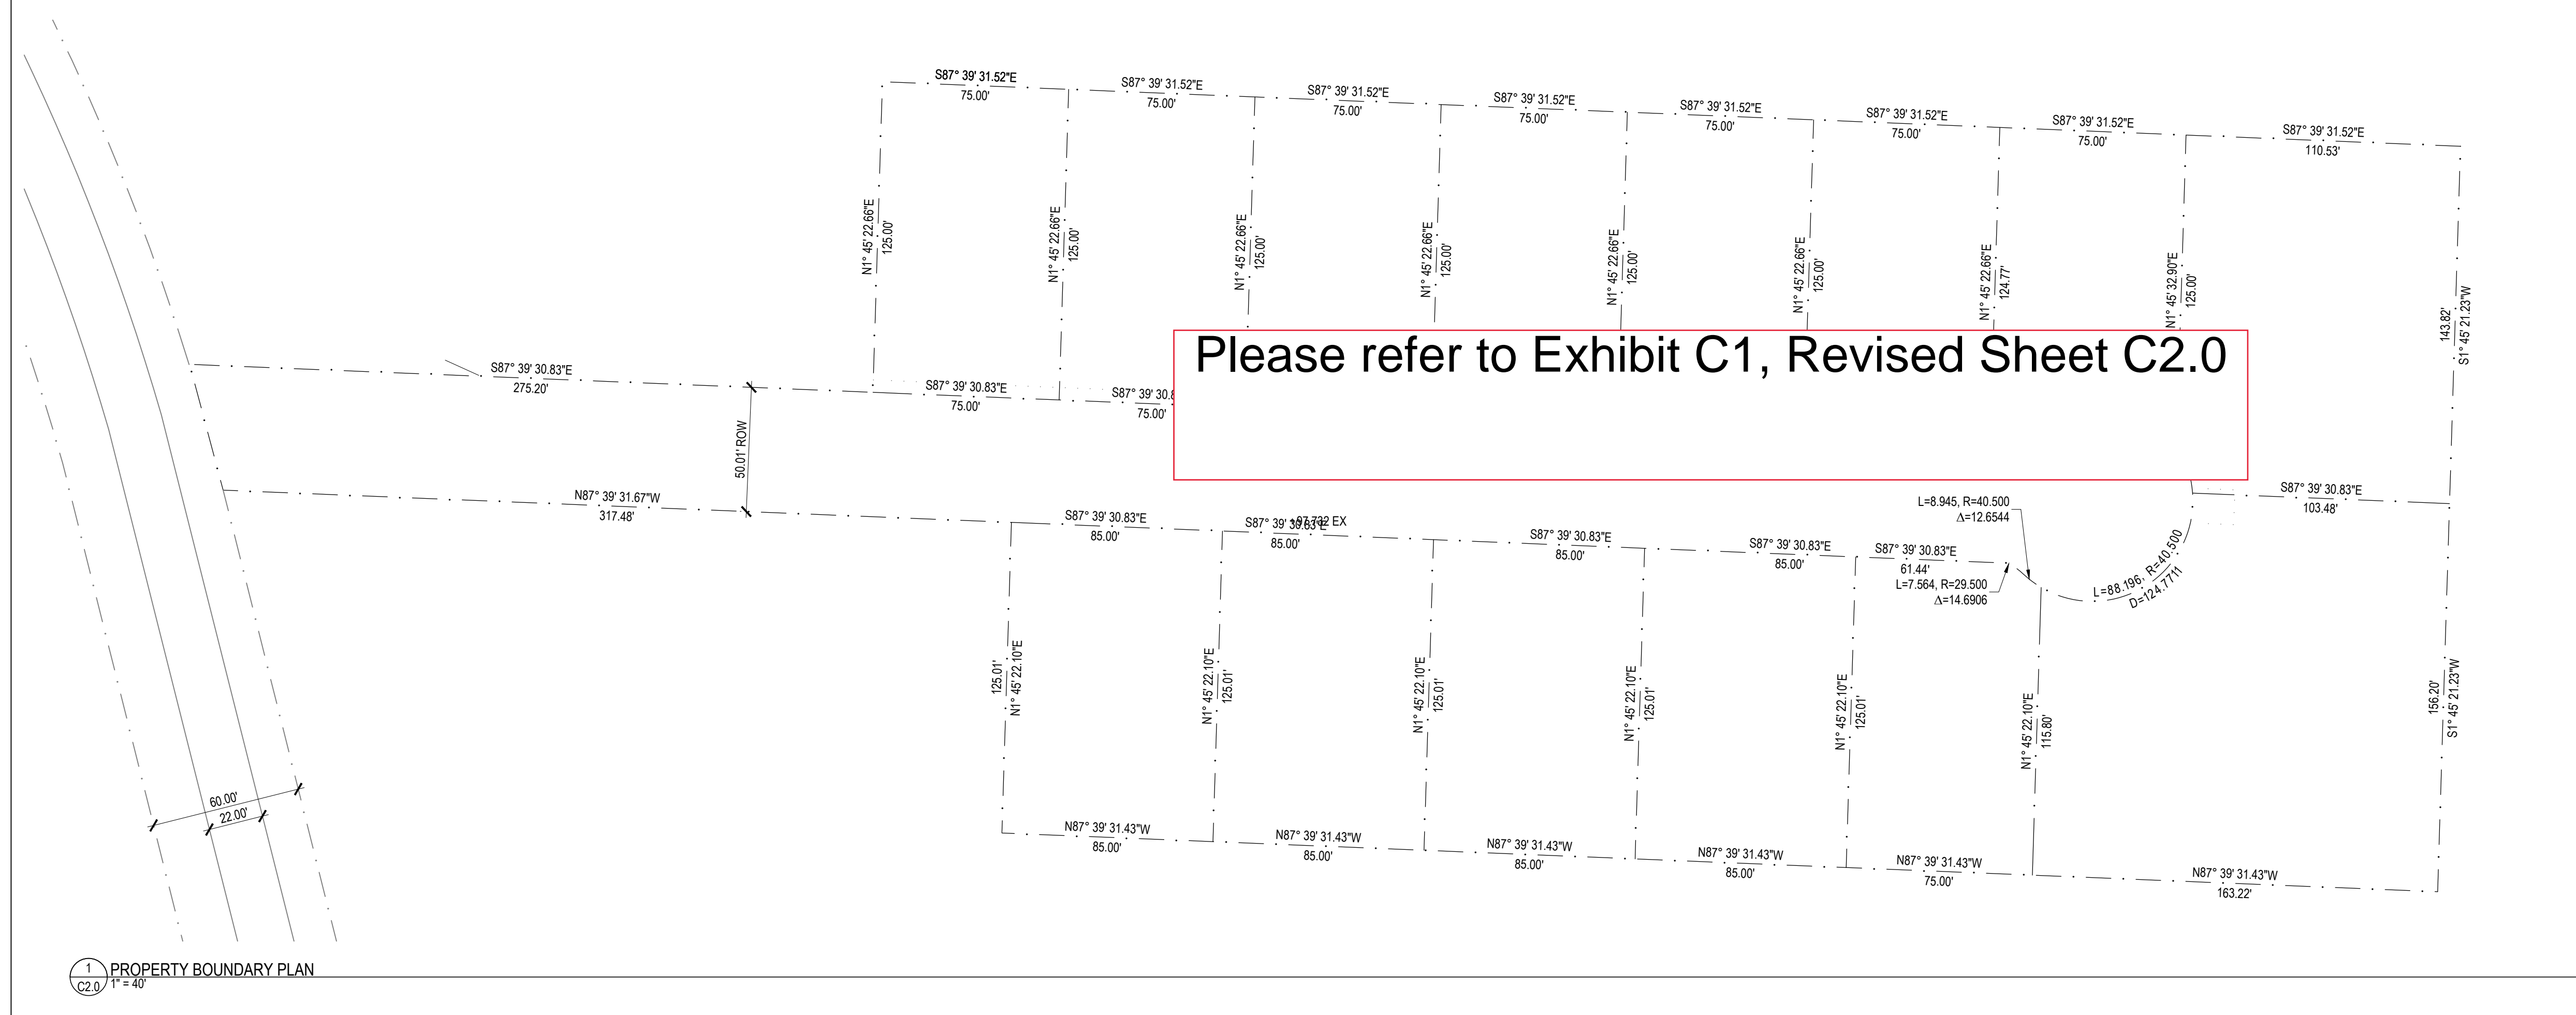 S87° 39' 31.52"E
75.00'
S87° 39' 31.52"E
75.00'
S87° 39' 31.52"E
75.00'
S87° 39' 31.52"E
75.00'
S87° 39' 31.52"E
75.00'
S87° 39' 31.52"E
75.00'
S87° 39' 31.52"E
75.00'
S87° 39' 31.52"E
110.53'
N1° 45' 22.66"E
125.00'
N1° 45' 22.66"E
125.00'
N1° 45' 22.66"E
125.00'
N1° 45' 22.66"E
125.00'
N1° 45' 22.66"E
125.00'
N1° 45' 22.66"E
125.00'
N1° 45' 22.66"E
124.77'
N1° 45' 32.90"E
125.00'
143.82'
S1° 45' 21.23"W
Please refer to Exhibit C1, Revised Sheet C2.0
S87° 39' 30.83"E
275.20'
S87° 39' 30.83"E
75.00'
S87° 39' 30.8
75.00'
50.01' ROW
N87° 39' 31.67"W
317.48'
S87° 39' 30.83"E
85.00'
S87° 39' 30.83"E
85.00'
+97.732 EX
S87° 39' 30.83"E
85.00'
S87° 39' 30.83"E
85.00'
S87° 39' 30.83"E
61.44'
L=8.945, R=40.500
Δ=12.6544
L=7.564, R=29.500
Δ=14.6906
L=88.196, R=40.500
D=124.7711
S87° 39' 30.83"E
103.48'
125.01'
N1° 45' 22.10"E
N1° 45' 22.10"E
125.01'
N1° 45' 22.10"E
125.01'
N1° 45' 22.10"E
125.01'
N1° 45' 22.10"E
125.01'
N1° 45' 22.10"E
115.80'
156.20'
S1° 45' 21.23"W
60.00'
22.00'
N87° 39' 31.43"W
85.00'
N87° 39' 31.43"W
85.00'
N87° 39' 31.43"W
85.00'
N87° 39' 31.43"W
85.00'
N87° 39' 31.43"W
75.00'
N87° 39' 31.43"W
163.22'
1
C2.0
PROPERTY BOUNDARY PLAN
1" = 40'